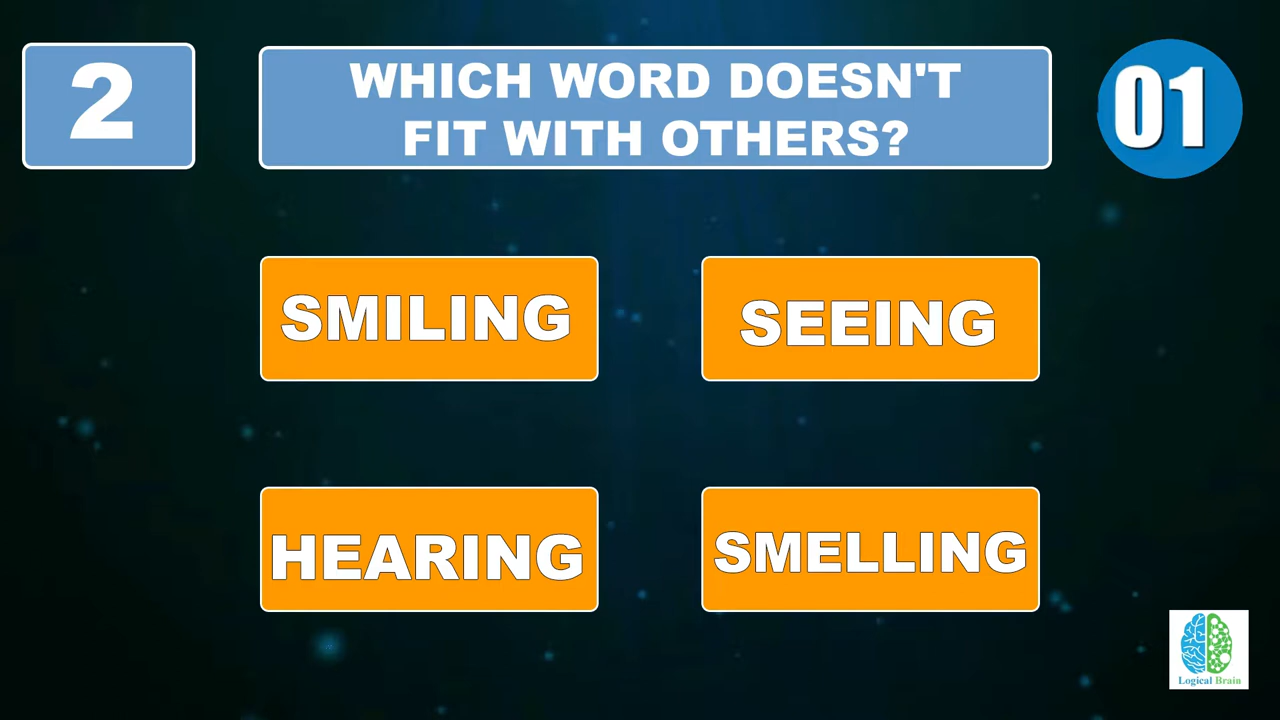 2
WHICH WORD DOESN'T
FIT WITH OTHERS?
01
SMILING
SEEING
HEARING
SMELLING
Logical Brain